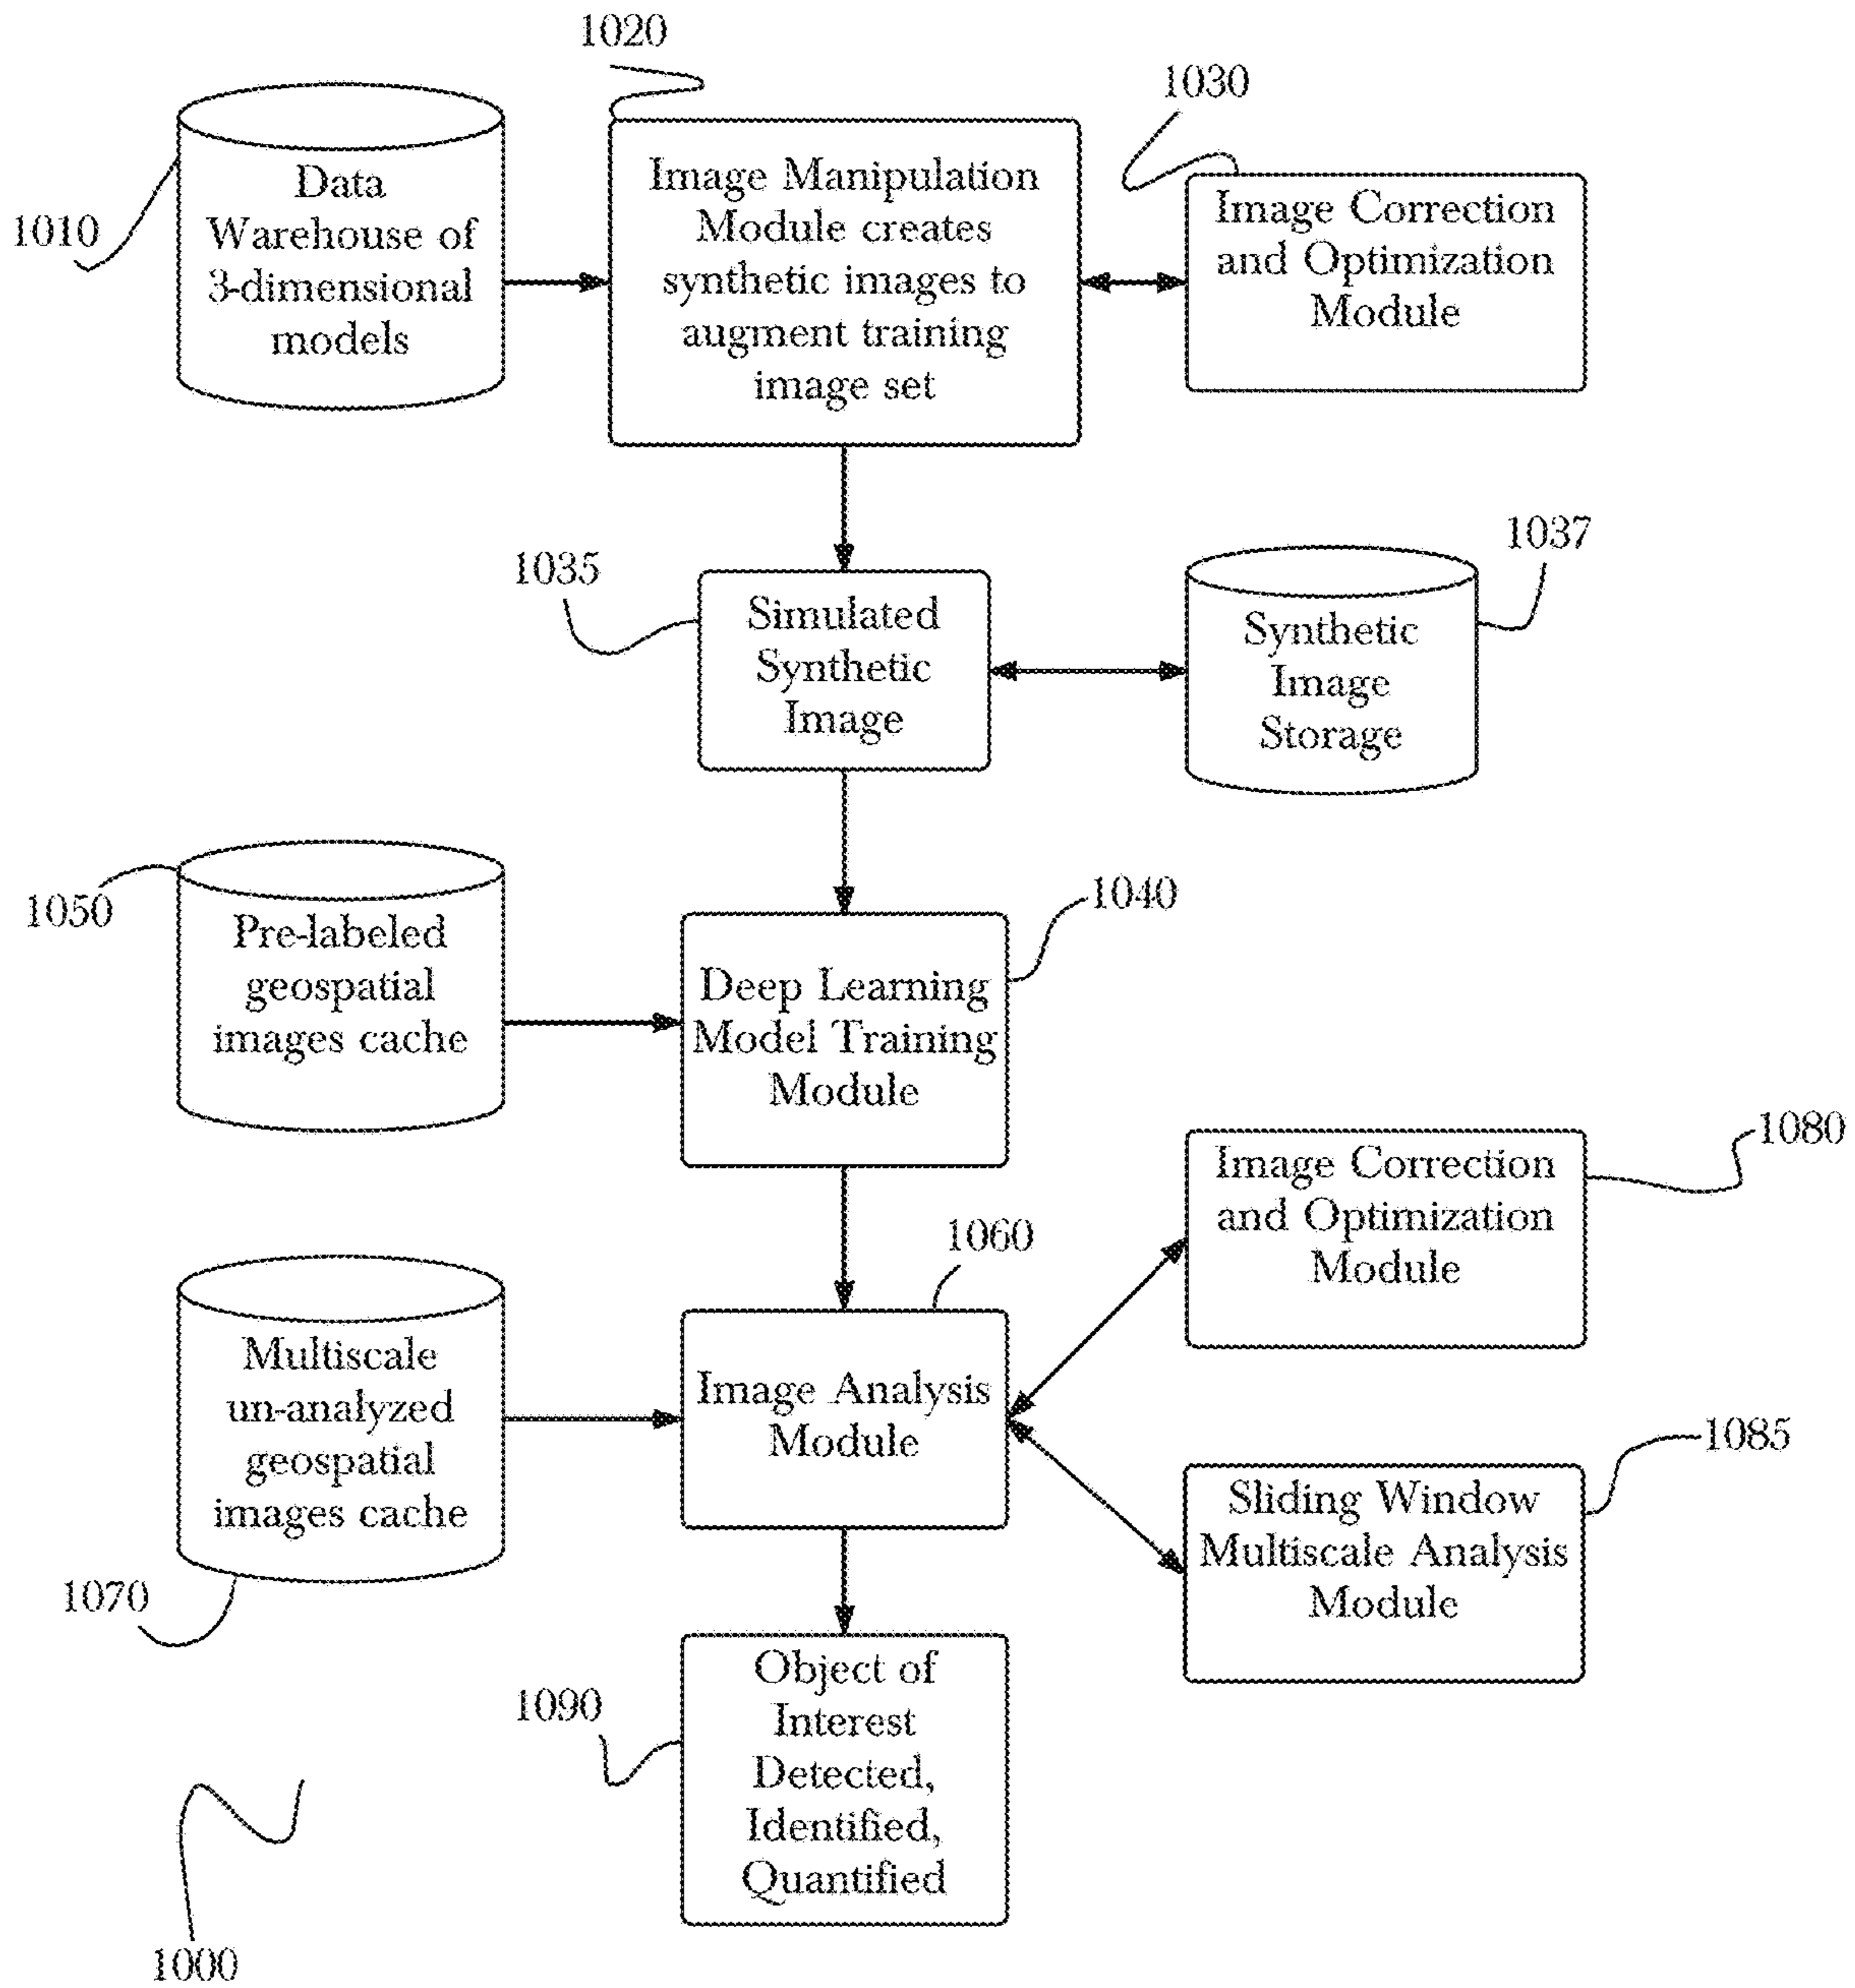 1020
1030
1010
Data
Warehouse of
3-dimensional
models
Image Manipulation
Module creates
synthetic images to
augment training
image set
Image Correction
and Optimization
Module
1035
1037
Simulated
Synthetic
Image
Synthetic
Image
Storage
1050
1040
Pre-labeled
geospatial
images cache
Deep Learning
Model Training
Module
1080
Image Correction
and Optimization
Module
1060
Multiscale
un-analyzed
geospatial
images cache
1070
Image Analysis
Module
1085
Sliding Window
Multiscale Analysis
Module
1090
Object of
Interest
Detected,
Identified,
Quantified
1000